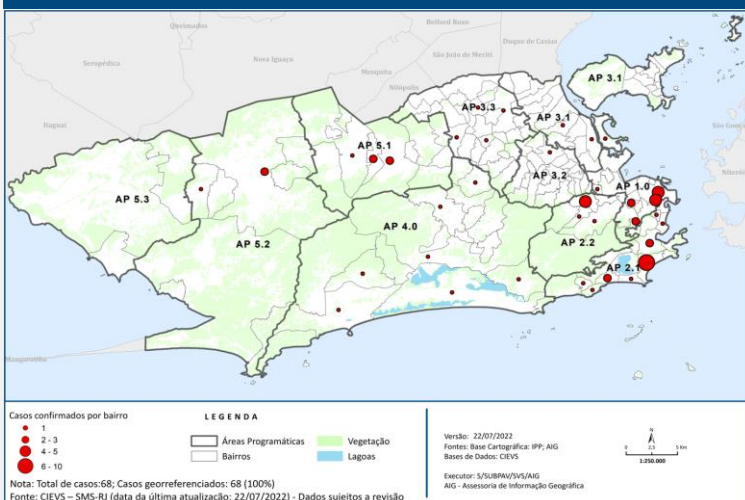 Belford Roxo
Queimados
Duque de Caxias
São João de Meriti
Nova Iguaçu
Seropédica
Mesquita
AP 3.1
Nilópolis
AP 3.3
Itaguaí
AP 3.1
AP 5.1
AP 3.2
AP 1.0
AP 5.3
AP 4.0
AP 5.2
AP 2.2
AP 2.1
Mangaratiba
Casos confirmados por bairro
1
2 - 3
4 - 5
6 - 10
LEGENDA
Áreas Programáticas
Vegetação
Bairros
Lagoas
Versão: 22/07/2022
Fontes: Base Cartográfica: IPP; AIG
Bases de Dados: CIEVS
Executor: S/SUBPAV/SVS/AIG
AIG - Assessoria de Informação Geográfica
N
0 2,5 5 Km
1:250.000
Nota: Total de casos:68; Casos georreferenciados: 68 (100%)
Fonte: CIEVS – SMS-RJ (data da última atualização: 22/07/2022) - Dados sujeitos a revisão